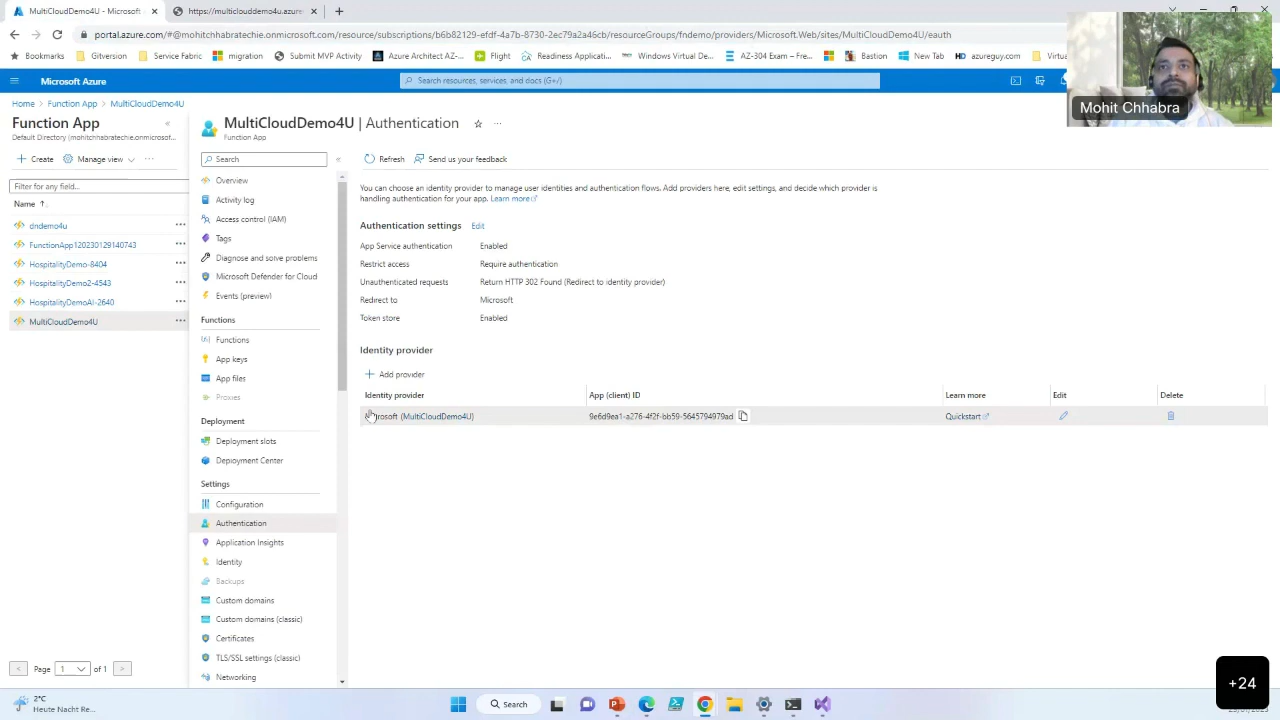 MultiCloudDemo4U - Microsoft
https://multiclouddemo4u.azures
portal.azure.com/#@mohitchhabratechie.onmicrosoft.com/resource/subscriptions/b6b82129-efdf-4a7b-8730-2ec79a2a46cb/resourceGroups/fndemo/providers/Microsoft.Web/sites/MultiCloudDemo4U/eauth
Bookmarks
Gitversion
Service Fabric
migration
Submit MVP Activity
Azure Architect AZ-...
Flight
Readiness Applicati...
Windows Virtual De...
AZ-304 Exam – Fre...
Bastion
New Tab
azureguy.com
Virtu
Microsoft Azure
Search resources, services, and docs (G+/)
Mohit Chhabra
Home > Function App > MultiCloudDemo4U
Function App
Default Directory (mohitchhabratechie.onmicrosoft...
+ Create
Manage view
...
Filter for any field...
Name ↑
dndemo4u
FunctionApp120230129140743
HospitalityDemo-8404
HospitalityDemo2-4543
HospitalityDemoAI-2640
MultiCloudDemo4U
< Page 1 of 1 >
MultiCloudDemo4U | Authentication
Function App
Search
Overview
Activity log
Access control (IAM)
Tags
Diagnose and solve problems
Microsoft Defender for Cloud
Events (preview)
Functions
Functions
App keys
App files
Proxies
Deployment
Deployment slots
Deployment Center
Settings
Configuration
Authentication
Application Insights
Identity
Backups
Custom domains
Custom domains (classic)
Certificates
TLS/SSL settings (classic)
Networking
Refresh
Send us your feedback
You can choose an identity provider to manage user identities and authentication flows. Add providers here, edit settings, and decide which provider is
handling authentication for your app. Learn more
Authentication settings Edit
App Service authentication Enabled
Restrict access Require authentication
Unauthenticated requests Return HTTP 302 Found (Redirect to identity provider)
Redirect to Microsoft
Token store Enabled
Identity provider
+ Add provider
Identity provider App (client) ID Learn more Edit Delete
(MultiCloudDemo4U) 9e6d9ea1-a276-4f2f-bb59-5645794979ad Quickstart
+24
2°C
Heute Nacht Re...
Search